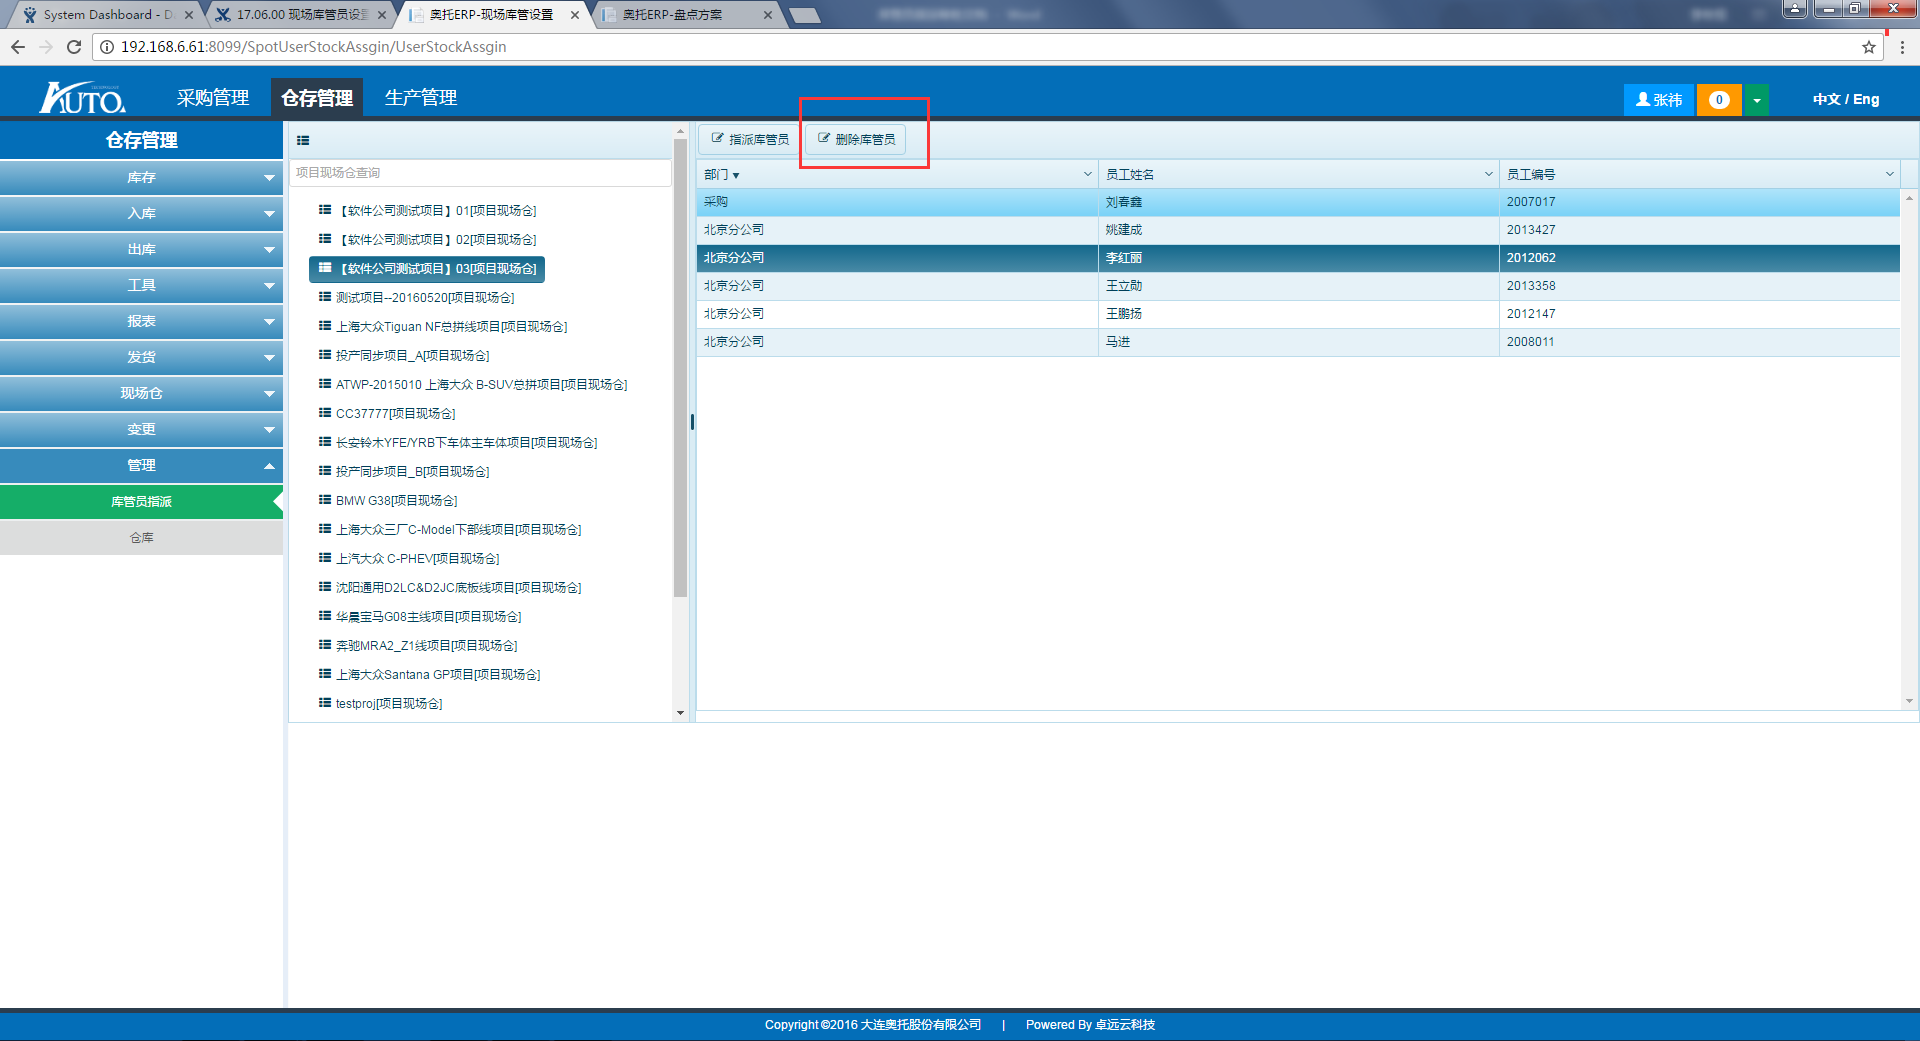 System Dashboard - D
17.06.00 现场库管员设置
奥托ERP-现场库管设置
奥托ERP-盘点方案
192.168.6.61:8099/SpotUserStockAssgin/UserStockAssgin
AUTO.
采购管理
仓存管理
生产管理
张祎
0
中文 / Eng
仓存管理
库存
入库
出库
工具
报表
发货
现场仓
变更
管理
库管员指派
仓库
项目现场仓查询
【软件公司测试项目】01[项目现场仓]
【软件公司测试项目】02[项目现场仓]
【软件公司测试项目】03[项目现场仓]
测试项目--20160520[项目现场仓]
上海大众Tiguan NF总拼线项目[项目现场仓]
投产同步项目_A[项目现场仓]
ATWP-2015010 上海大众 B-SUV总拼项目[项目现场仓]
CC37777[项目现场仓]
长安铃木YFE/YRB下车体主车体项目[项目现场仓]
投产同步项目_B[项目现场仓]
BMW G38[项目现场仓]
上海大众三厂C-Model下部线项目[项目现场仓]
上汽大众 C-PHEV[项目现场仓]
沈阳通用D2LC&D2JC底板线项目[项目现场仓]
华晨宝马G08主线项目[项目现场仓]
奔驰MRA2_Z1线项目[项目现场仓]
上海大众Santana GP项目[项目现场仓]
testproj[项目现场仓]
指派库管员
删除库管员
部门 员工姓名 员工编号
采购 刘春鑫 2007017
北京分公司 姚建成 2013427
北京分公司 李红丽 2012062
北京分公司 王立勋 2013358
北京分公司 王鹏扬 2012147
北京分公司 马进 2008011
Copyright ©2016 大连奥托股份有限公司 | Powered By 卓远云科技